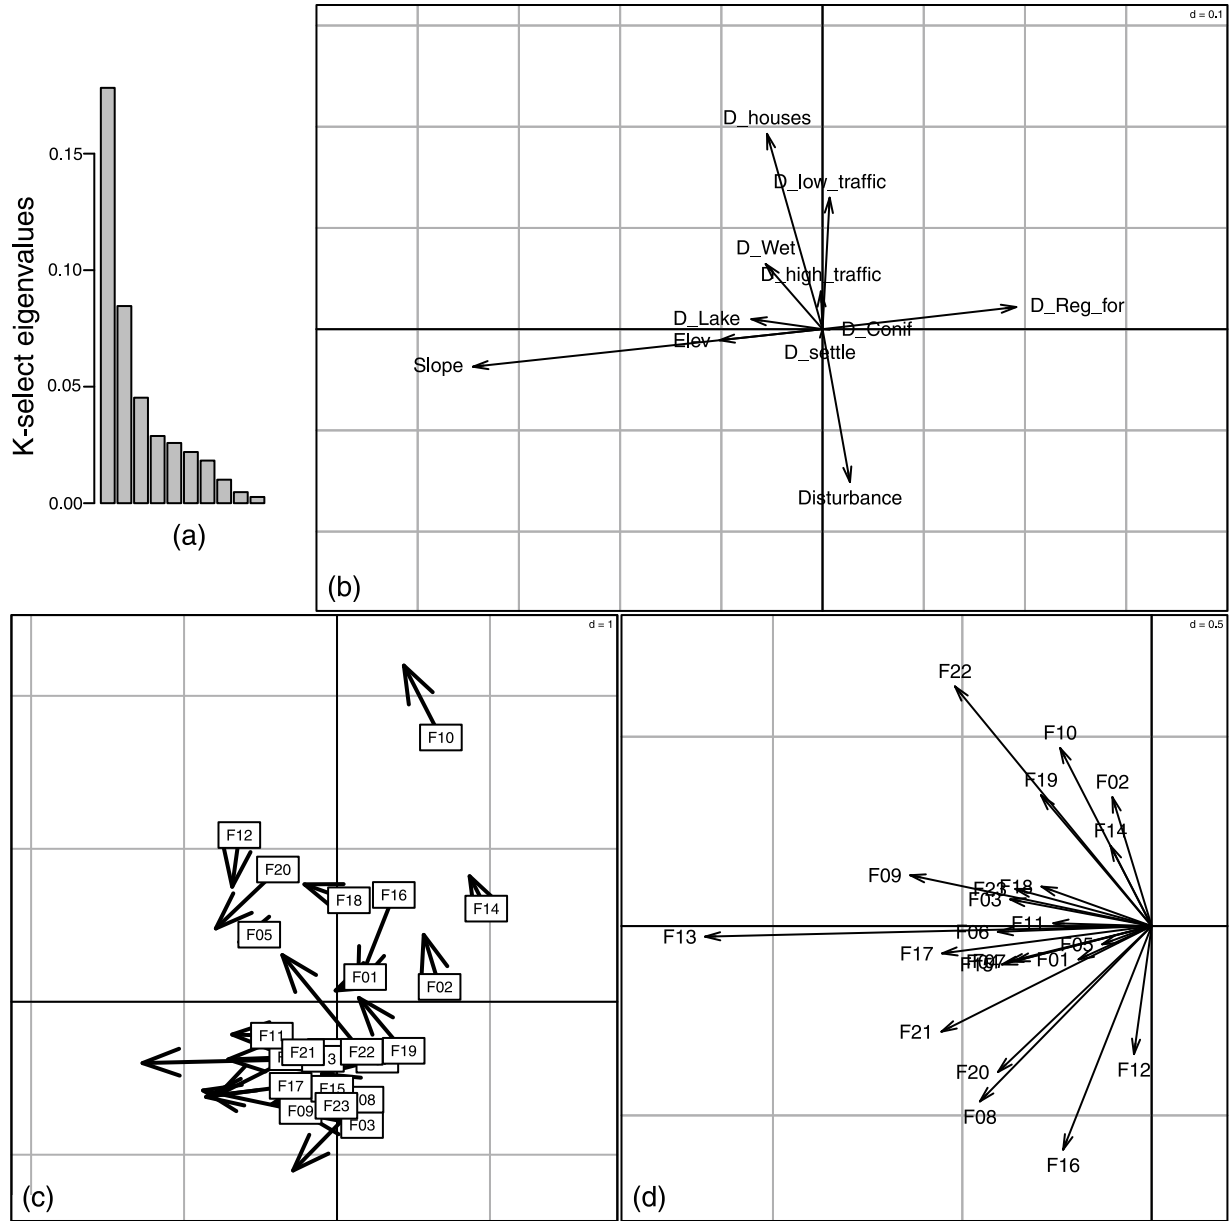 K-select eigenvalues
0.15
0.10
0.05
0.00
(a)
d = 0.1
D_houses
D_low_traffic
D_Wet
D_high_traffic
D_Reg_for
D_Lake
D_Conif
Elev
D_settle
Slope
Disturbance
(b)
d = 1
F10
F12
F20
F18
F16
F14
F05
F01
F02
F11
F21
F22
F19
F17
F15
F09
F23
08
F03
(c)
d = 0.5
F22
F10
F19
F02
F14
F09
F23
F18
F03
F11
F06
F13
F05
F17
F01
F21
F20
F12
F08
F16
(d)